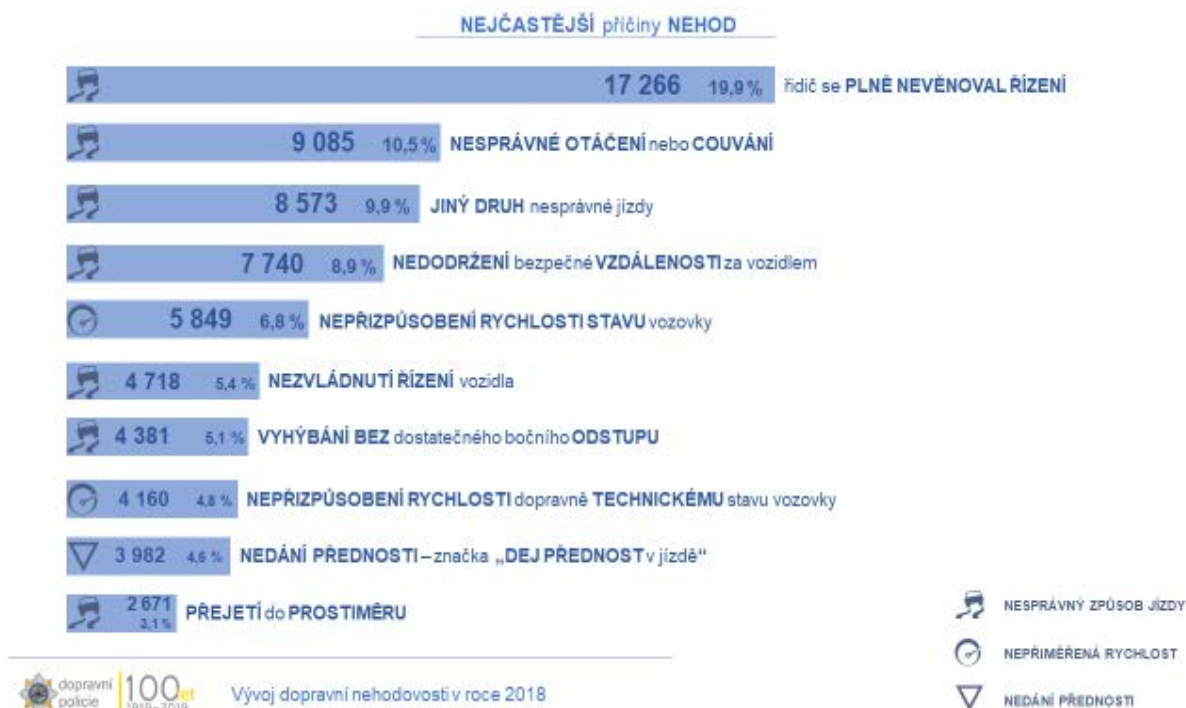 NEJČASTĚJŠÍ příčiny NEHOD
17 266 19,9 % řidič se PLNĚ NEVĚNOVAL ŘÍZENÍ
9 085 10,5 % NESPRÁVNÉ OTÁČENÍ nebo COUVÁNÍ
8 573 9,9 % JINÝ DRUH nesprávné jízdy
7 740 8,9 % NEDODRŽENÍ bezpečné VZDÁLENOSTI za vozidlem
5 849 6,8 % NEPŘIZPŮSOBENÍ RYCHLOSTI STAVU vozovky
4 718 5,4 % NEZVLÁDNUTÍ ŘÍZENÍ vozidla
4 381 5,1 % VYHÝBÁNÍ BEZ dostatečného bočního ODSTUPU
4 160 4,8 % NEPŘIZPŮSOBENÍ RYCHLOSTI dopravně TECHNICKÉMU stavu vozovky
3 982 4,6 % NEDÁNÍ PŘEDNOSTI – značka „DEJ PŘEDNOST v jízdě“
2 671 3,1 % PŘEJETÍ do PROSTIMĚRU
NESPRÁVNÝ ZPŮSOB JÍZDY
NEPŘIMĚŘENÁ RYCHLOST
NEDÁNÍ PŘEDNOSTI
dopravní policie
100 let
1919–2019
Vývoj dopravní nehodovosti v roce 2018